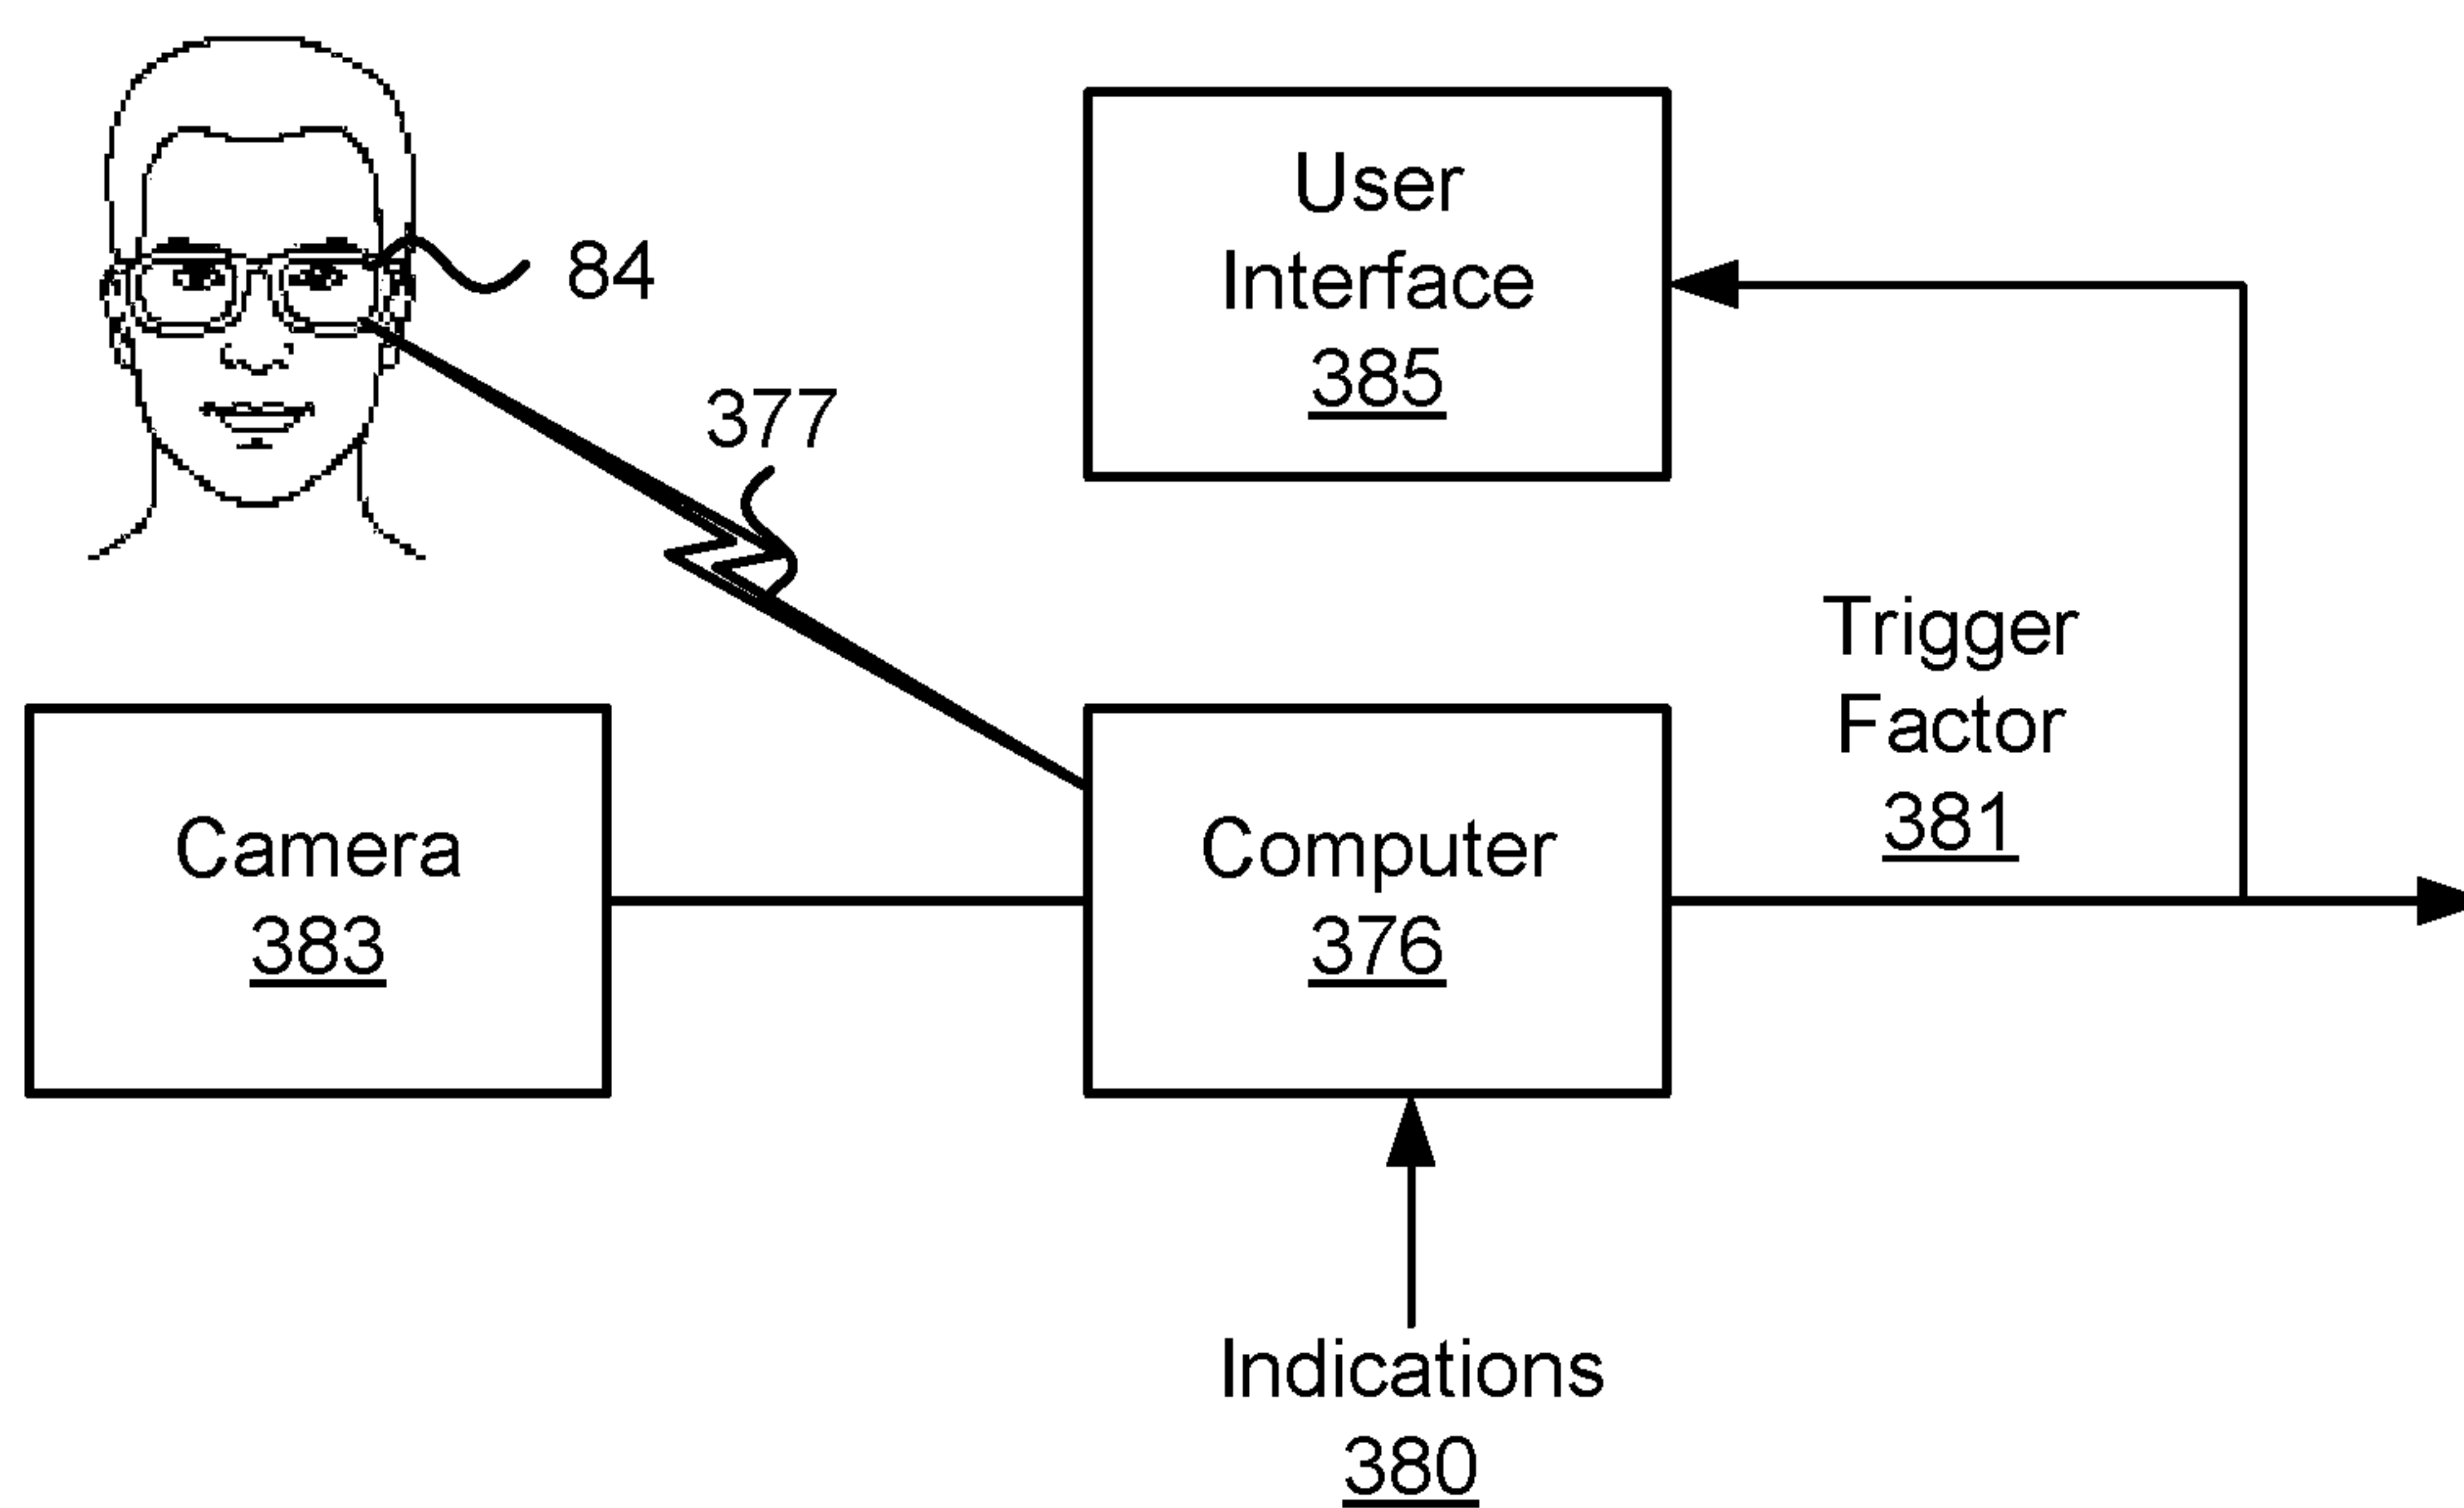 84
User
Interface
385
377
Trigger
Factor
381
Camera
383
Computer
376
Indications
380